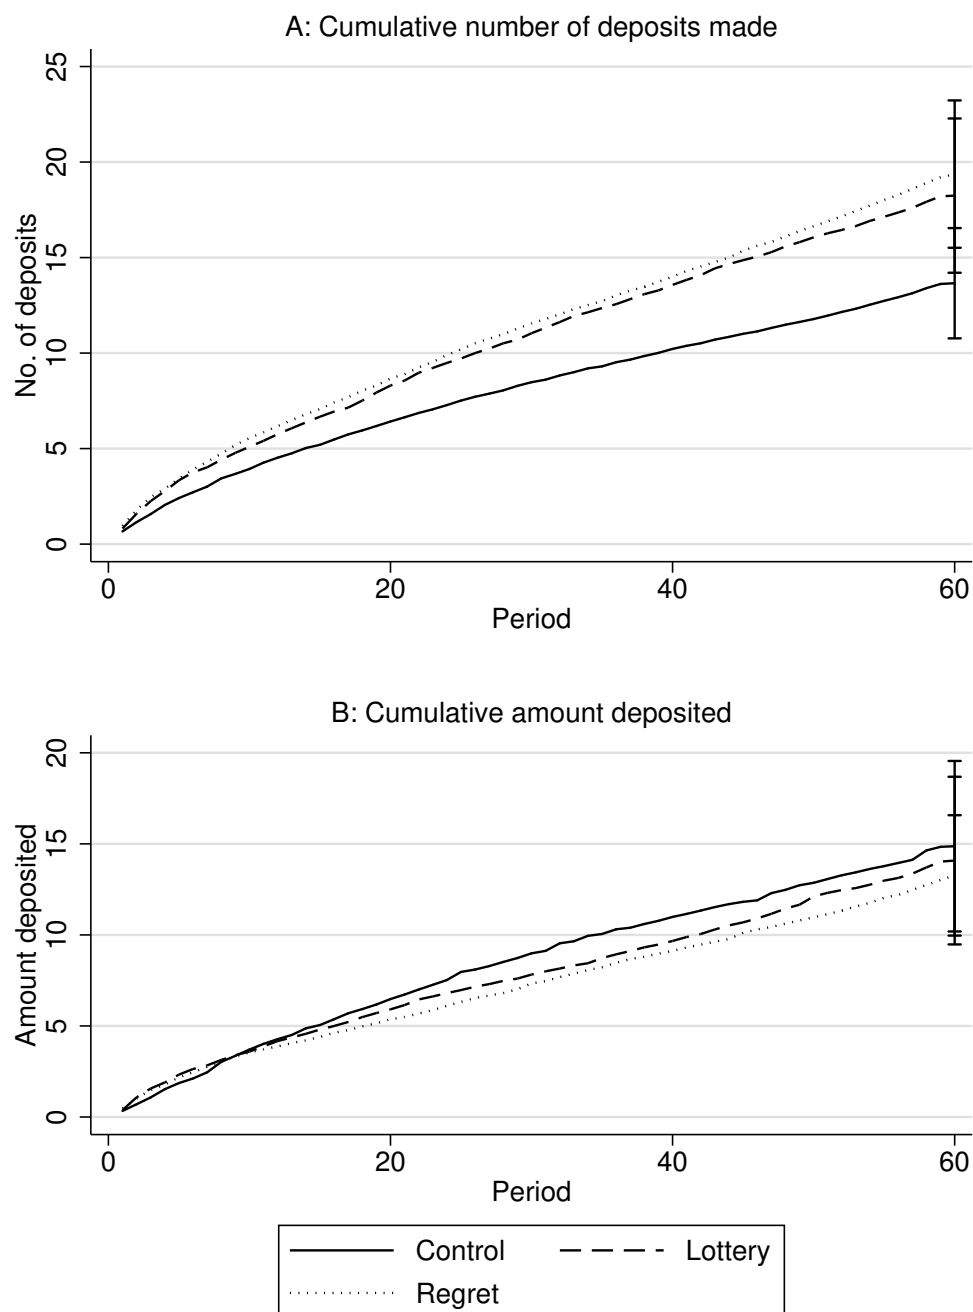 A: Cumulative number of deposits made
No. of deposits
25
20
15
10
5
0
0 20 40 60
Period
B: Cumulative amount deposited
Amount deposited
20
15
10
5
0
0 20 40 60
Period
Control Lottery
Regret